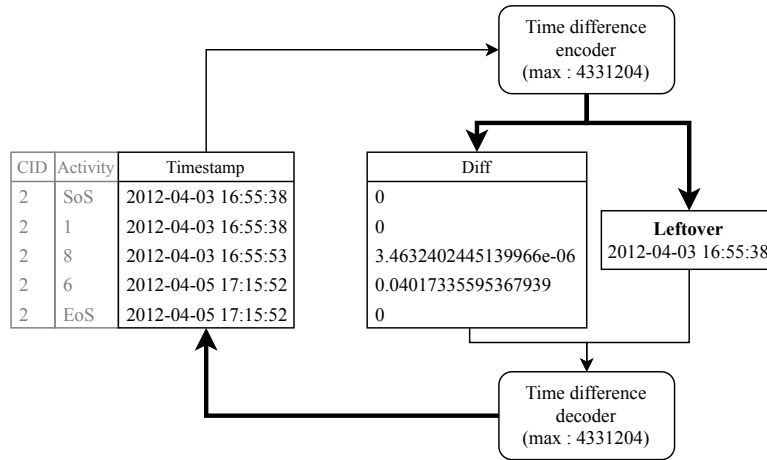 Time difference
encoder
(max : 4331204)
CID Activity Timestamp
2 SoS 2012-04-03 16:55:38
2 1 2012-04-03 16:55:38
2 8 2012-04-03 16:55:53
2 6 2012-04-05 17:15:52
2 EoS 2012-04-05 17:15:52
Diff
0
0
3.4632402445139966e-06
0.04017335595367939
0
Leftover
2012-04-03 16:55:38
Time difference
decoder
(max : 4331204)